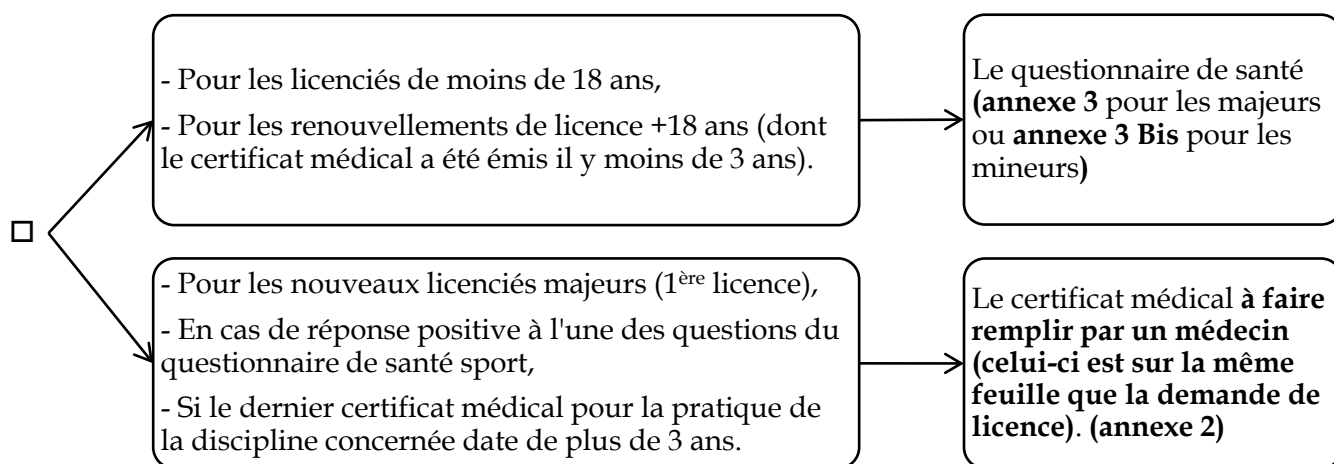 - Pour les licenciés de moins de 18 ans,
- Pour les renouvellements de licence +18 ans (dont
le certificat médical a été émis il y moins de 3 ans).
Le questionnaire de santé
(annexe 3 pour les majeurs
ou annexe 3 Bis pour les
mineurs)
- Pour les nouveaux licenciés majeurs (1ère licence),
- En cas de réponse positive à l'une des questions du
questionnaire de santé sport,
- Si le dernier certificat médical pour la pratique de
la discipline concernée date de plus de 3 ans.
Le certificat médical à faire
remplir par un médecin
(celui-ci est sur la même
feuille que la demande de
licence). (annexe 2)